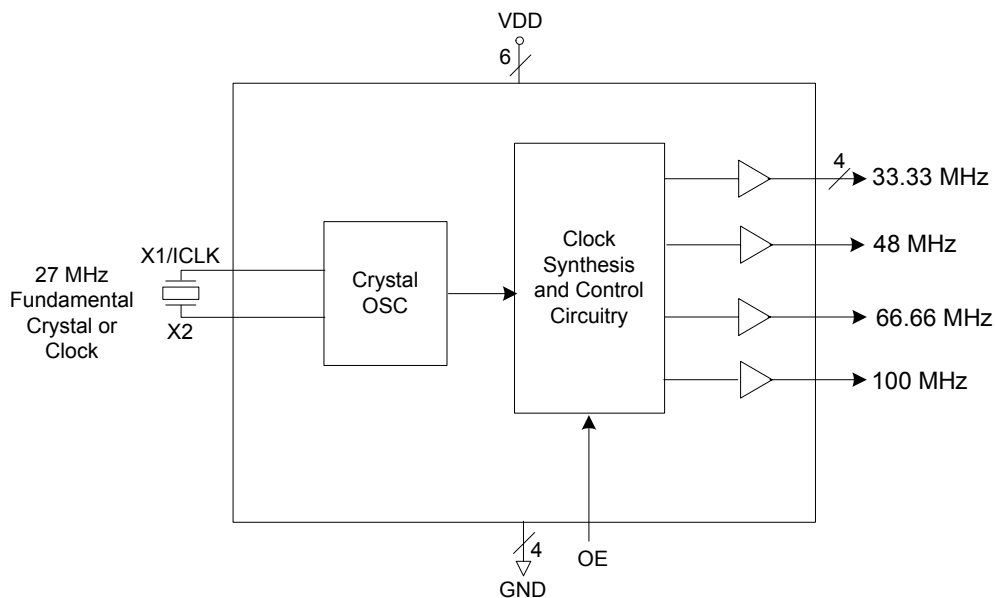 VDD
6
4
33.33 MHz
X1/ICLK
27 MHz
Fundamental
Crystal or
Clock
X2
Crystal
OSC
Clock
Synthesis
and Control
Circuitry
48 MHz
66.66 MHz
100 MHz
4
OE
GND